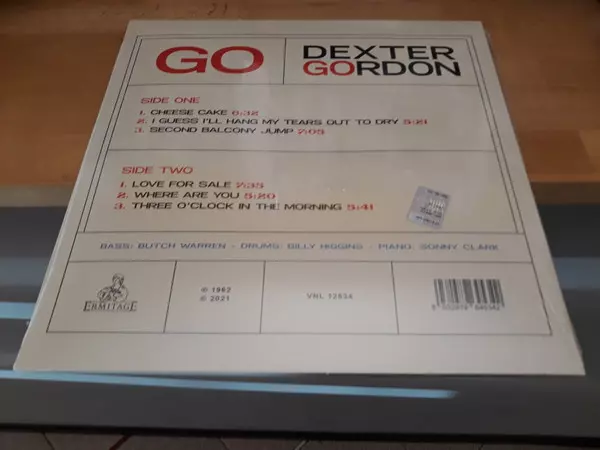 GO
DEXTER
GORDON
SIDE ONE
1. CHEESE CAKE 6:32
2. I GUESS I'LL HANG MY TEARS OUT TO DRY 5:21
3. SECOND BALCONY JUMP 7:05
SIDE TWO
1. LOVE FOR SALE 7:35
2. WHERE ARE YOU 5:20
3. THREE O'CLOCK IN THE MORNING 5:41
BASS: BUTCH WARREN - DRUMS: BILLY HIGGINS - PIANO: SONNY CLARK
ERMITAGE
℗ 1962
© 2021
VNL 12534